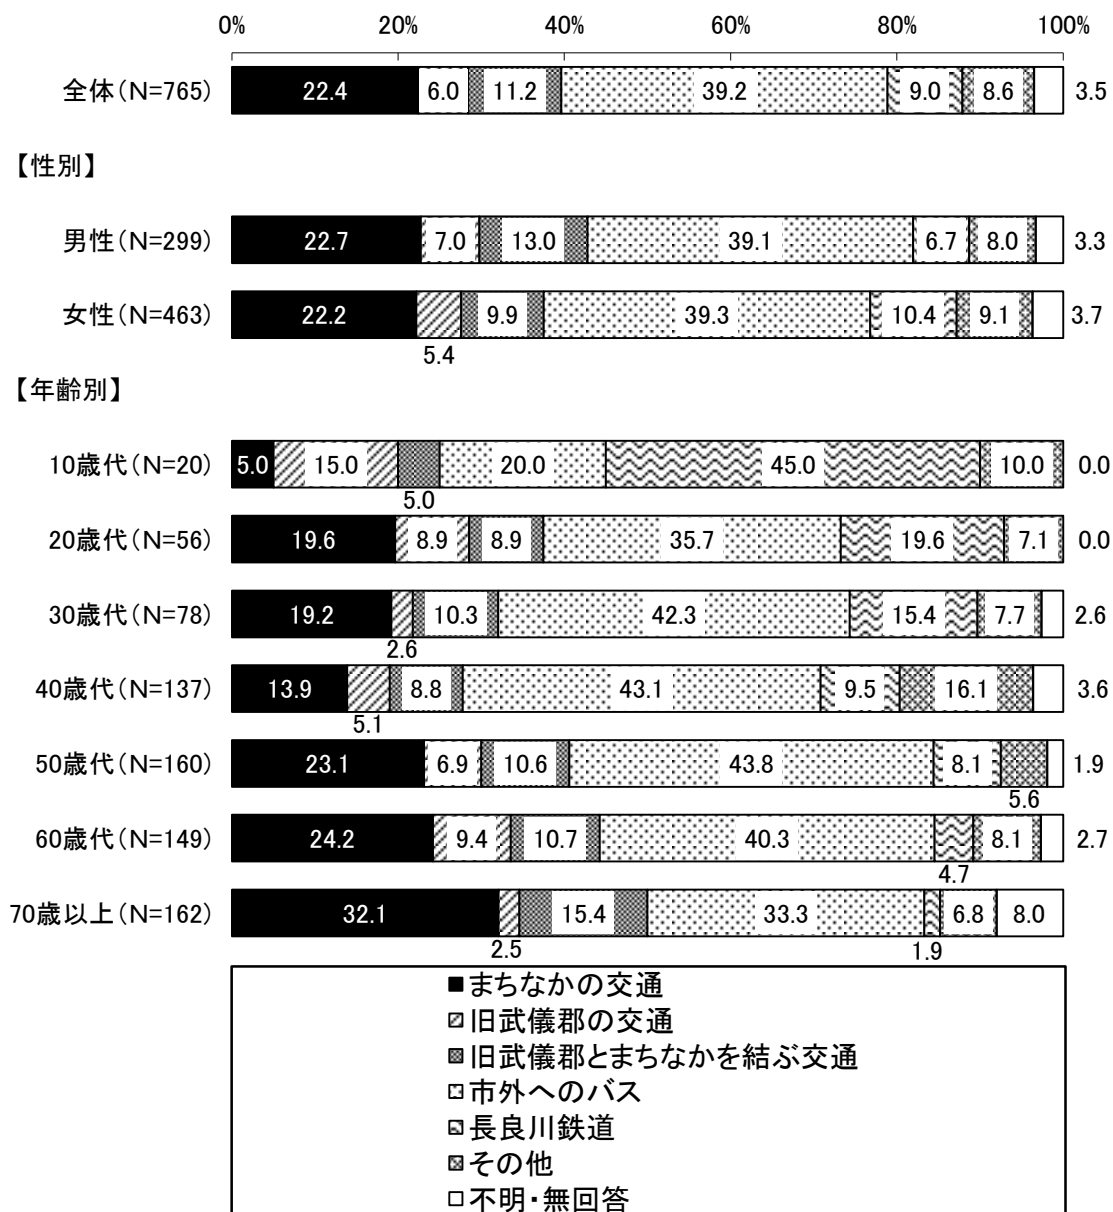 0% 20% 40% 60% 80% 100%
全体(N=765) 22.4 6.0 11.2 39.2 9.0 8.6 3.5
【性別】
男性(N=299) 22.7 7.0 13.0 39.1 6.7 8.0 3.3
女性(N=463) 22.2 9.9 39.3 10.4 9.1 3.7
5.4
【年齢別】
10歳代(N=20) 5.0 15.0 20.0 45.0 10.0 0.0
5.0
20歳代(N=56) 19.6 8.9 8.9 35.7 19.6 7.1 0.0
30歳代(N=78) 19.2 10.3 42.3 15.4 7.7 2.6
2.6
40歳代(N=137) 13.9 8.8 43.1 9.5 16.1 3.6
5.1
50歳代(N=160) 23.1 6.9 10.6 43.8 8.1 1.9
5.6
60歳代(N=149) 24.2 9.4 10.7 40.3 8.1 2.7
4.7
70歳以上(N=162) 32.1 15.4 33.3 6.8 8.0
2.5 1.9
まちなかの交通
旧武儀郡の交通
旧武儀郡とまちなかを結ぶ交通
市外へのバス
長良川鉄道
その他
不明・無回答